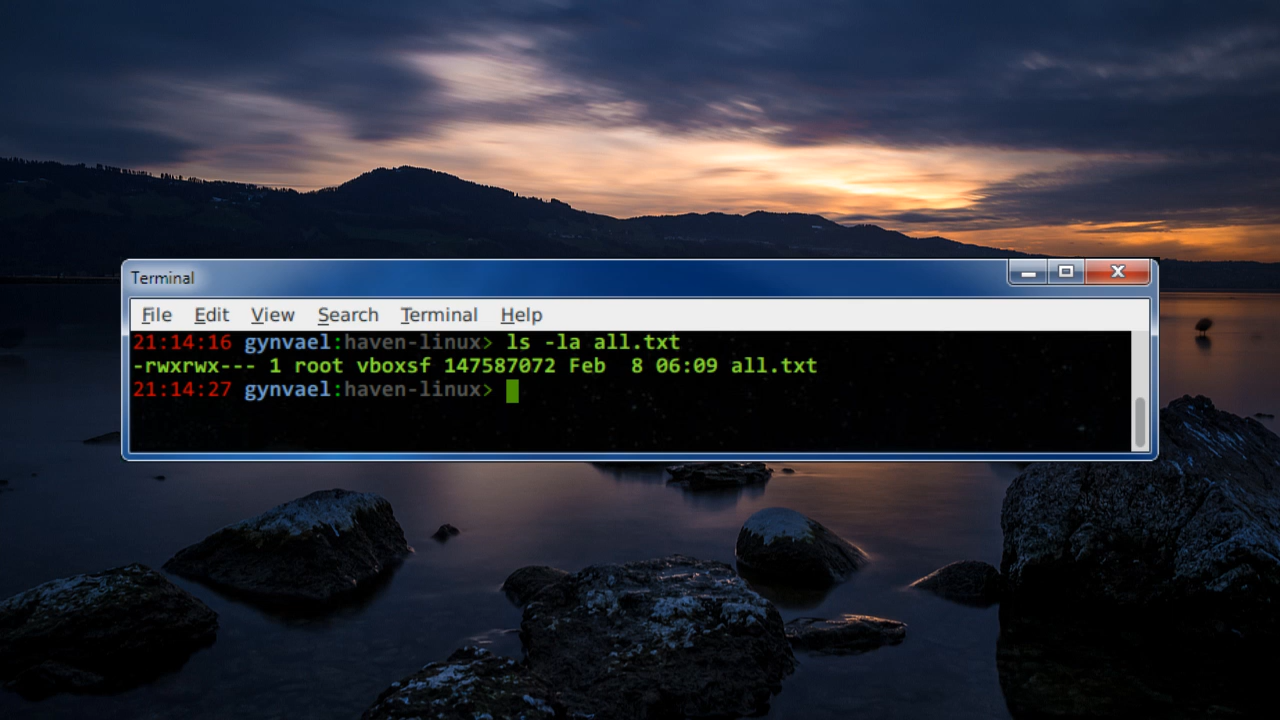 Terminal
File Edit View Search Terminal Help
21:14:16 gynvael:haven-linux> ls -la all.txt
-rwxrwx--- 1 root vboxsf 147587072 Feb  8 06:09 all.txt
21:14:27 gynvael:haven-linux>